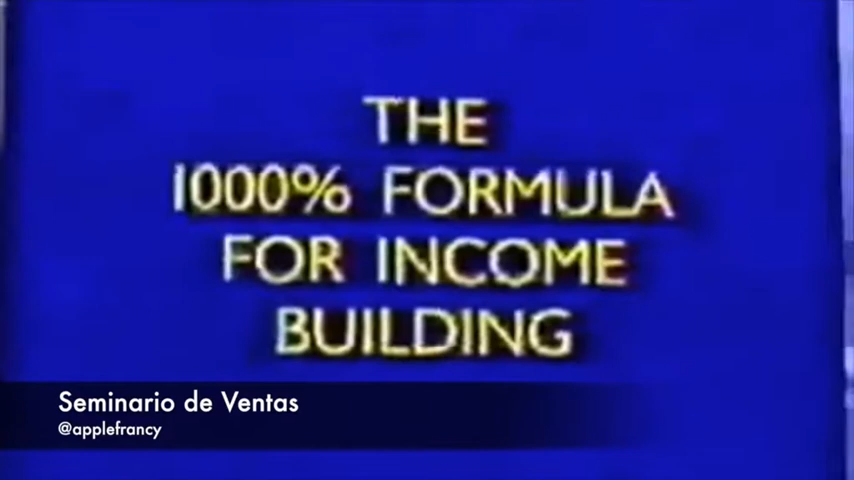 THE
1000% FORMULA
FOR INCOME
BUILDING
Seminario de Ventas
@applefrancy